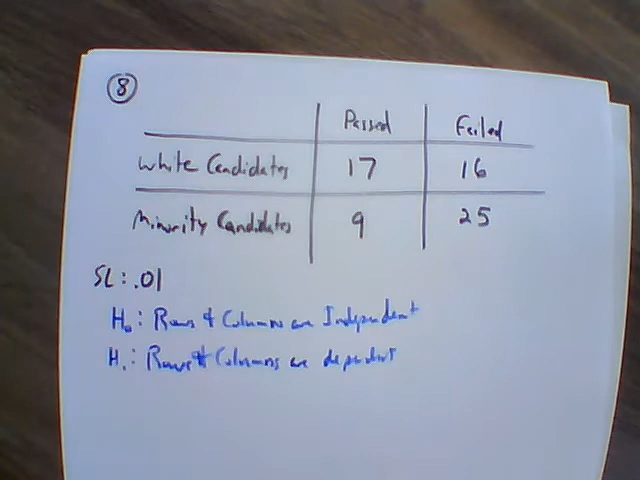 8
Passed Failed
White Candidates 17 16
Minority Candidates 9 25
SL: .01
H₀: Rows & Columns are Independent
H₁: Rows & Columns are dependent